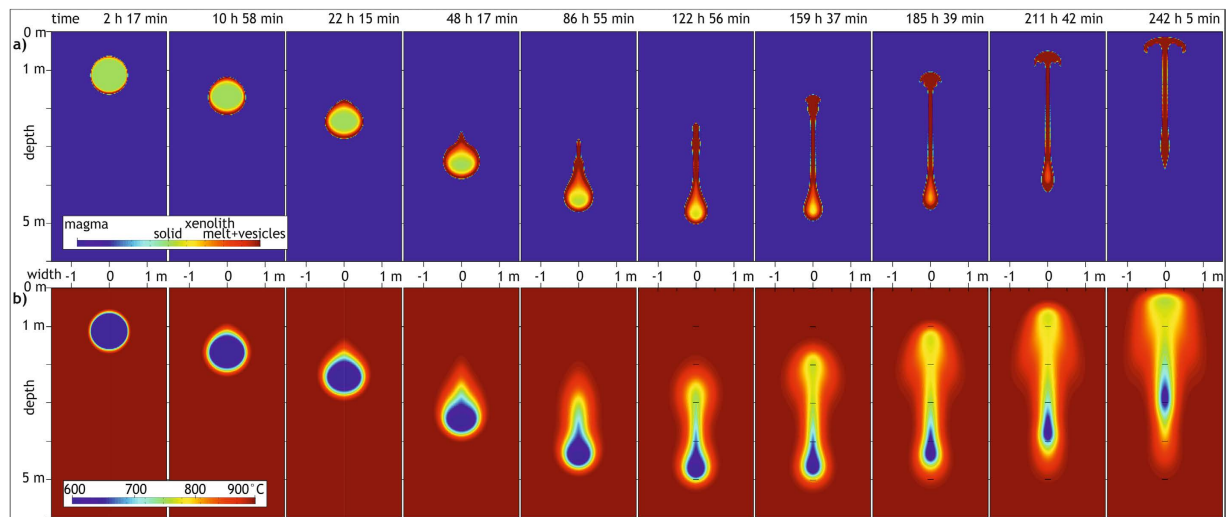 time 2 h 17 min 10 h 58 min 22 h 15 min 48 h 17 min 86 h 55 min 122 h 56 min 159 h 37 min 185 h 39 min 211 h 42 min 242 h 5 min
0 m
a)
1 m
depth
5 m
xenolith
magma solid melt+vesicles
width -1 0 1 m -1 0 1 m -1 0 1 m -1 0 1 m -1 0 1 m -1 0 1 m -1 0 1 m -1 0 1 m -1 0 1 m -1 0 1 m
0 m
b)
1 m
depth
5 m
600 700 800 900°C